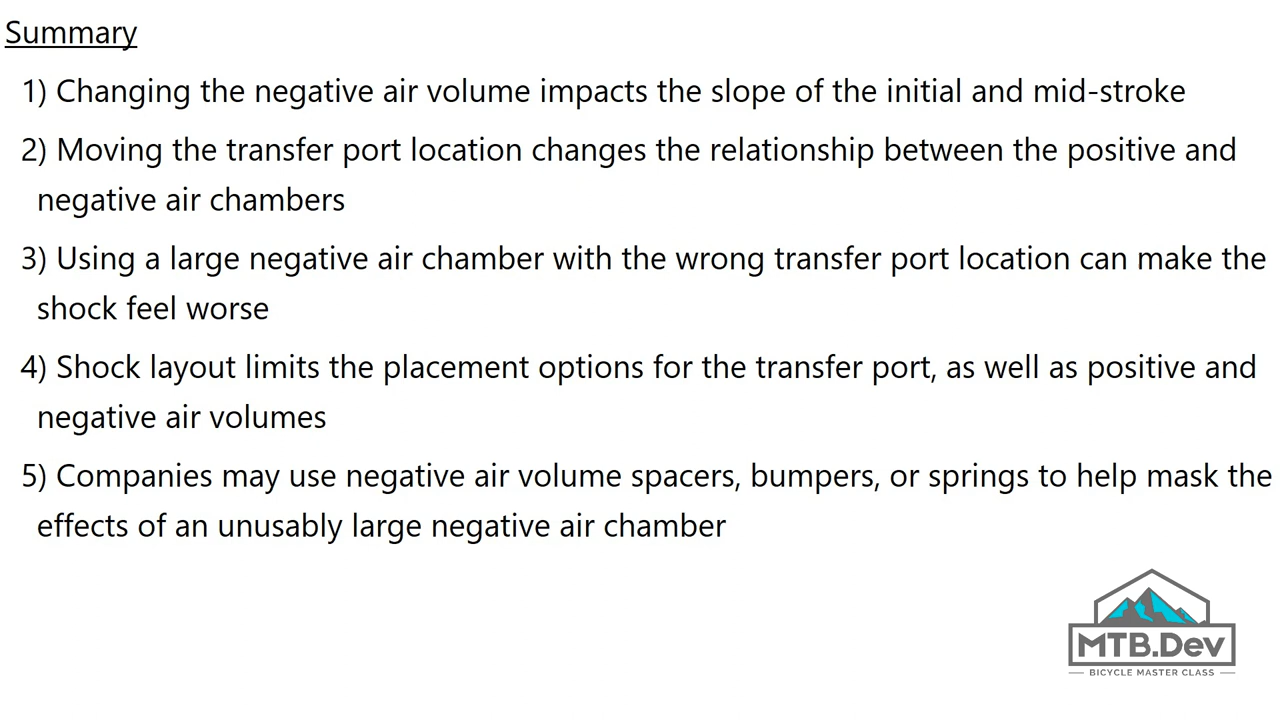 Summary
1) Changing the negative air volume impacts the slope of the initial and mid-stroke
2) Moving the transfer port location changes the relationship between the positive and
negative air chambers
3) Using a large negative air chamber with the wrong transfer port location can make the
shock feel worse
4) Shock layout limits the placement options for the transfer port, as well as positive and
negative air volumes
5) Companies may use negative air volume spacers, bumpers, or springs to help mask the
effects of an unusably large negative air chamber
MTB.Dev
BICYCLE MASTER CLASS